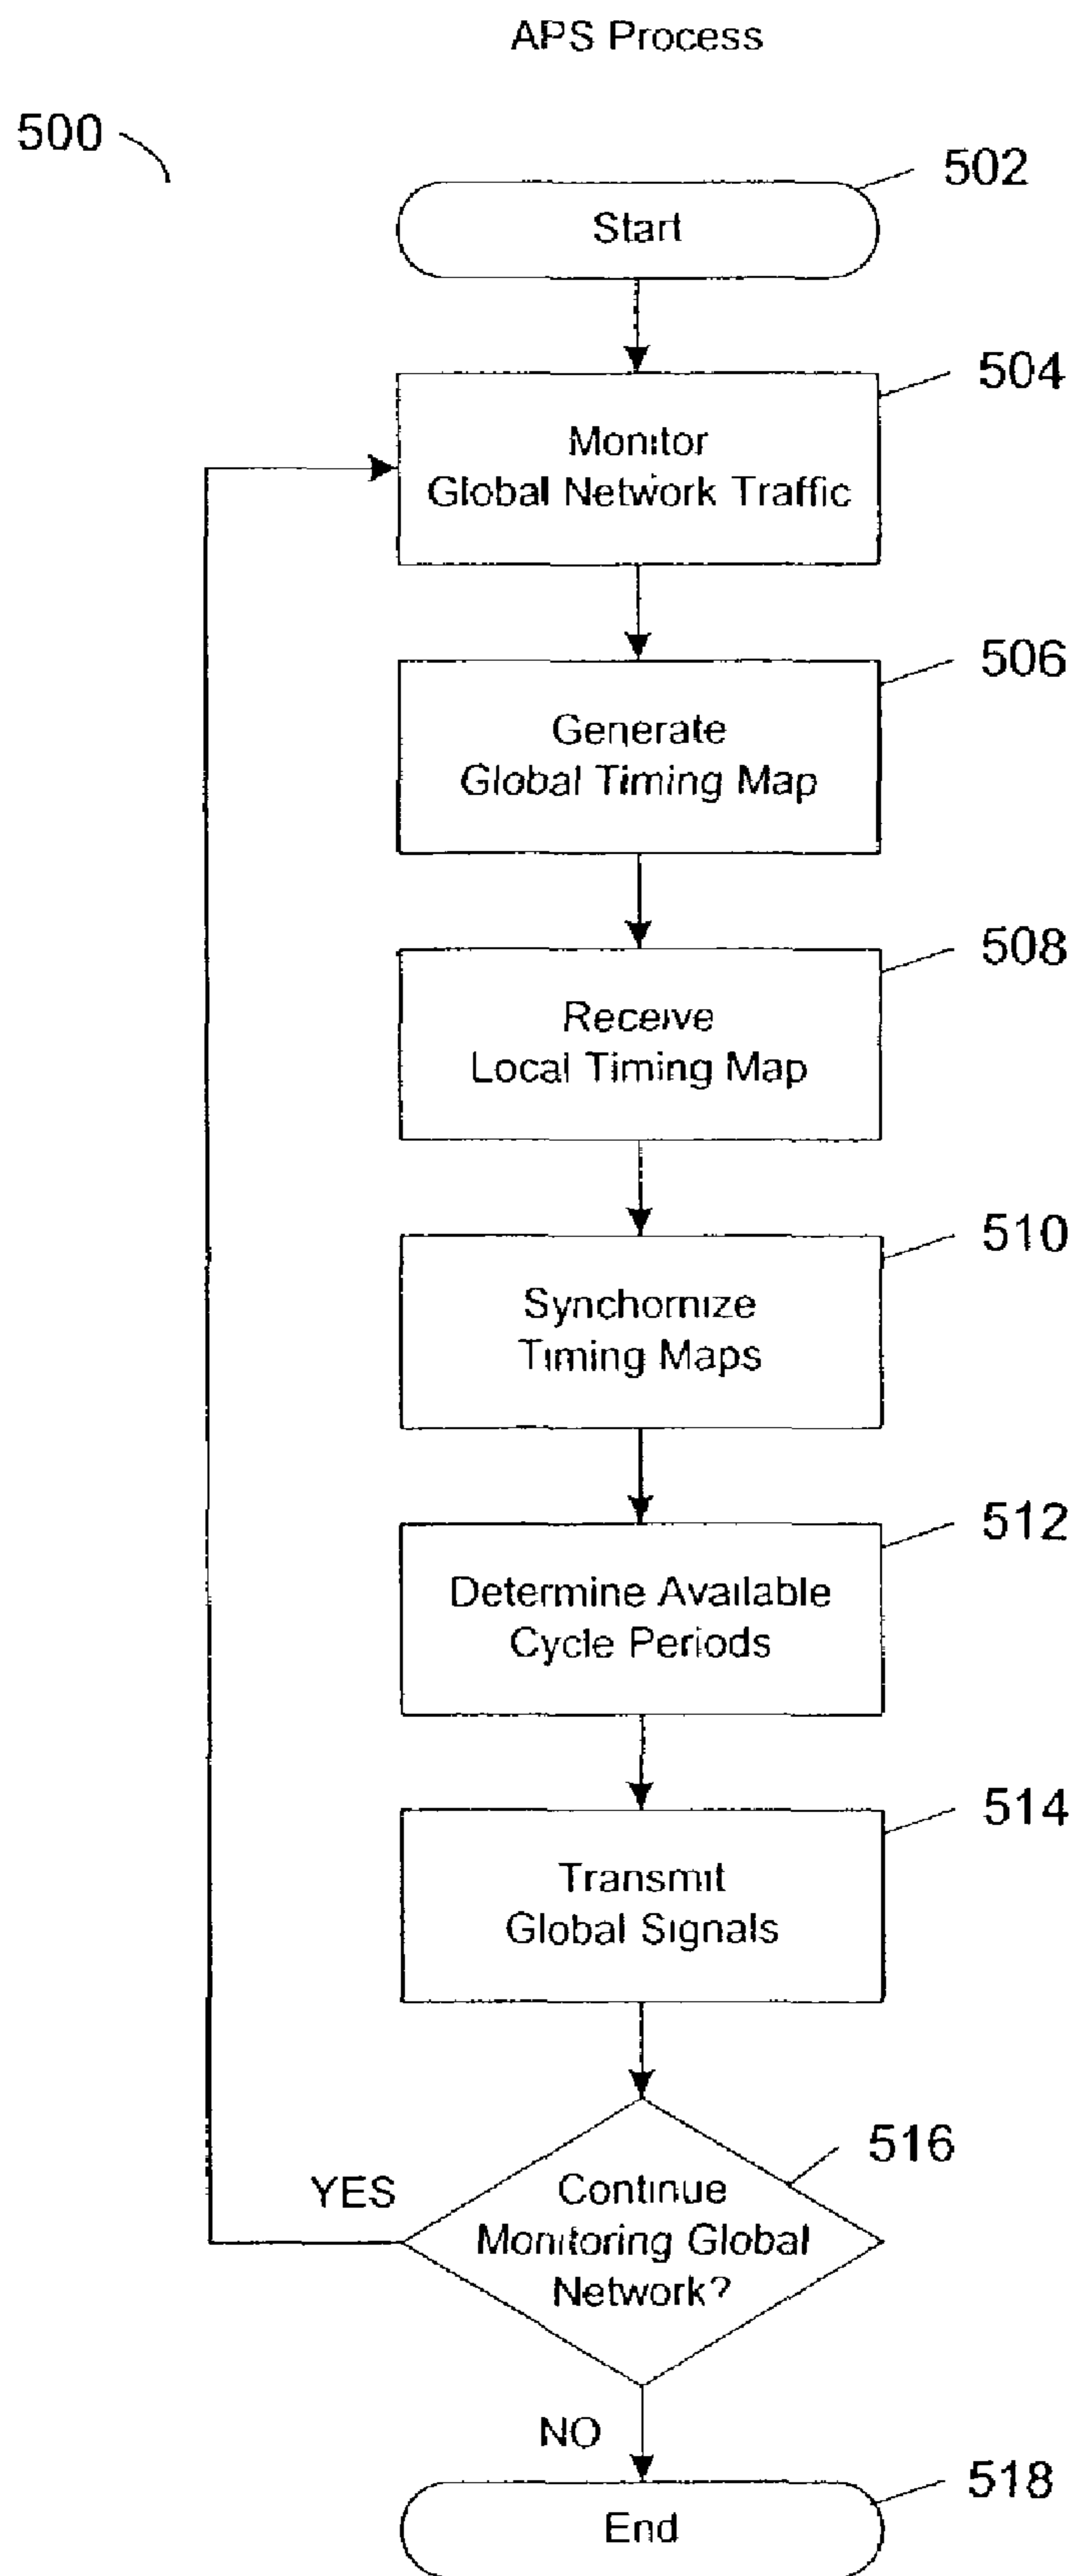 APS Process
500
502
Start
504
Monitor
Global Network Traffic
506
Generate
Global Timing Map
508
Receive
Local Timing Map
510
Synchornize
Timing Maps
512
Determine Available
Cycle Periods
514
Transmit
Global Signals
516
YES
Continue
Monitoring Global
Network?
NO
518
End